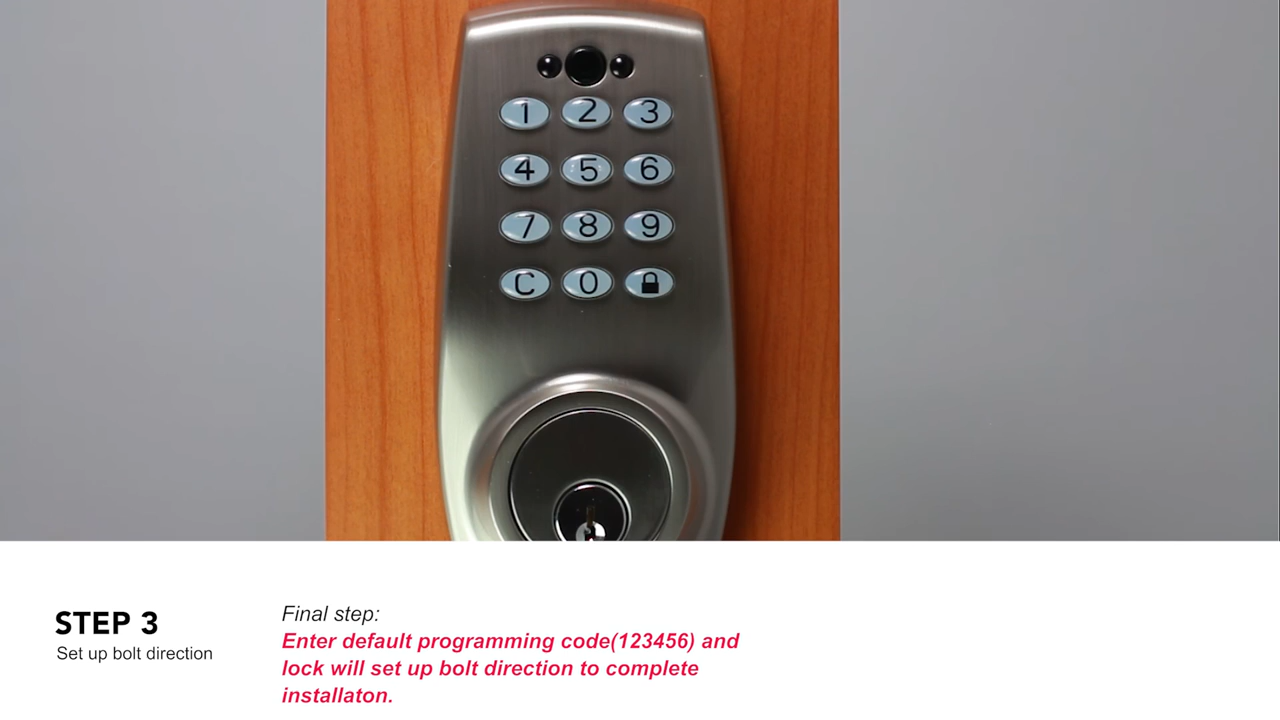 1 2 3
4 5 6
7 8 9
C 0
STEP 3
Set up bolt direction
Final step:
Enter default programming code(123456) and
lock will set up bolt direction to complete
installaton.